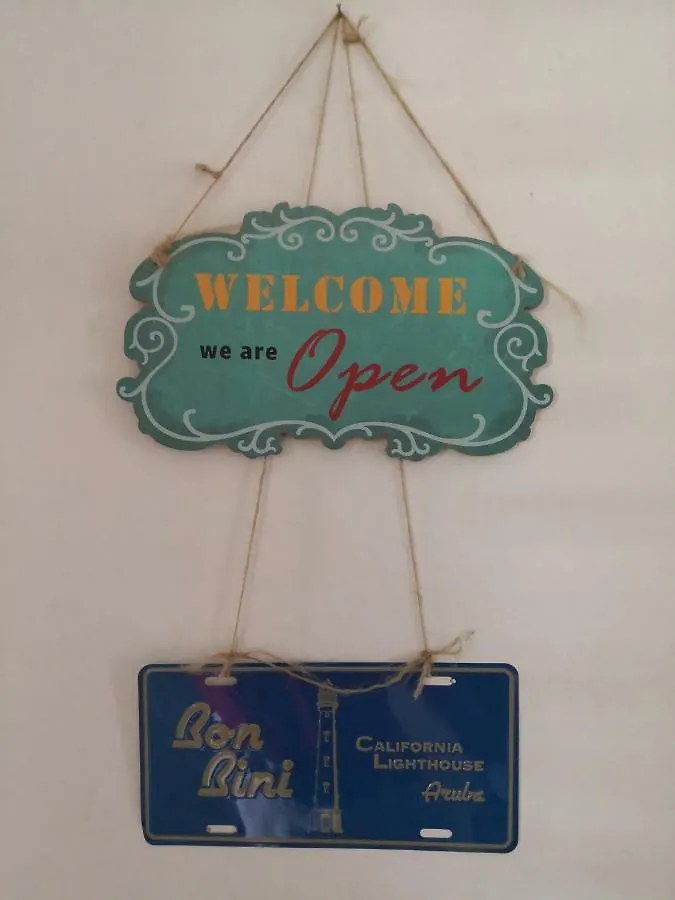 WELCOME
we are Open
Bon
Bini
CALIFORNIA
LIGHTHOUSE
Aruba